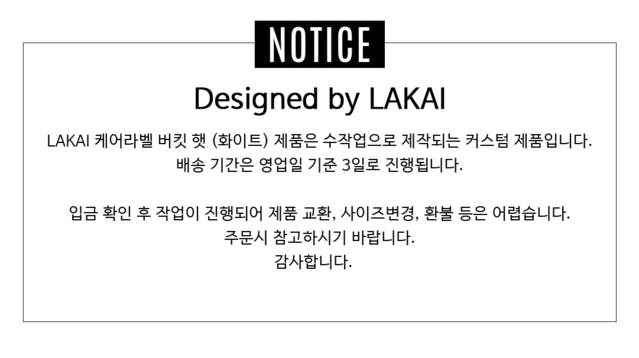 NOTICE
Designed by LAKAI
LAKAI 케어라벨 버킷 햇 (화이트) 제품은 수작업으로 제작되는 커스텀 제품입니다.
배송 기간은 영업일 기준 3일로 진행됩니다.
입금 확인 후 작업이 진행되어 제품 교환, 사이즈변경, 환불 등은 어렵습니다.
주문시 참고하시기 바랍니다.
감사합니다.